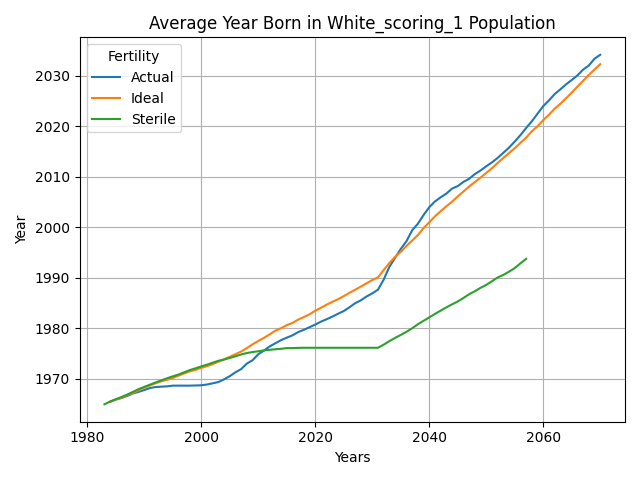 Average Year Born in White_scoring_1 Population
Fertility
Actual
Ideal
Sterile
Year
2030
2020
2010
2000
1990
1980
1970
1980
2000
2020
2040
2060
Years